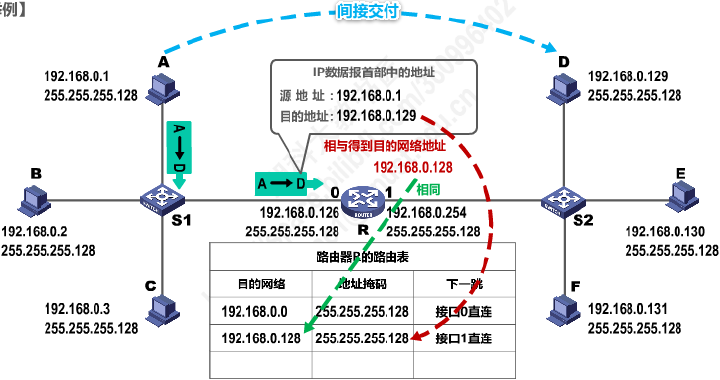 例】
间接交付
A
192.168.0.1
255.255.255.128
IP数据报首部中的地址
源 地 址：192.168.0.1
目的地址：192.168.0.129
D
192.168.0.129
255.255.255.128
A → D
相与得到目的网络地址
192.168.0.128
相同
A → D
B
192.168.0.2
255.255.255.128
S1
0
192.168.0.126
255.255.255.128
ROUTER
R
1
192.168.0.254
255.255.255.128
S2
E
192.168.0.130
255.255.255.128
C
192.168.0.3
255.255.255.128
F
192.168.0.131
255.255.255.128
路由器R的路由表
目的网络 地址掩码 下一跳
192.168.0.0 255.255.255.128 接口0直连
192.168.0.128 255.255.255.128 接口1直连